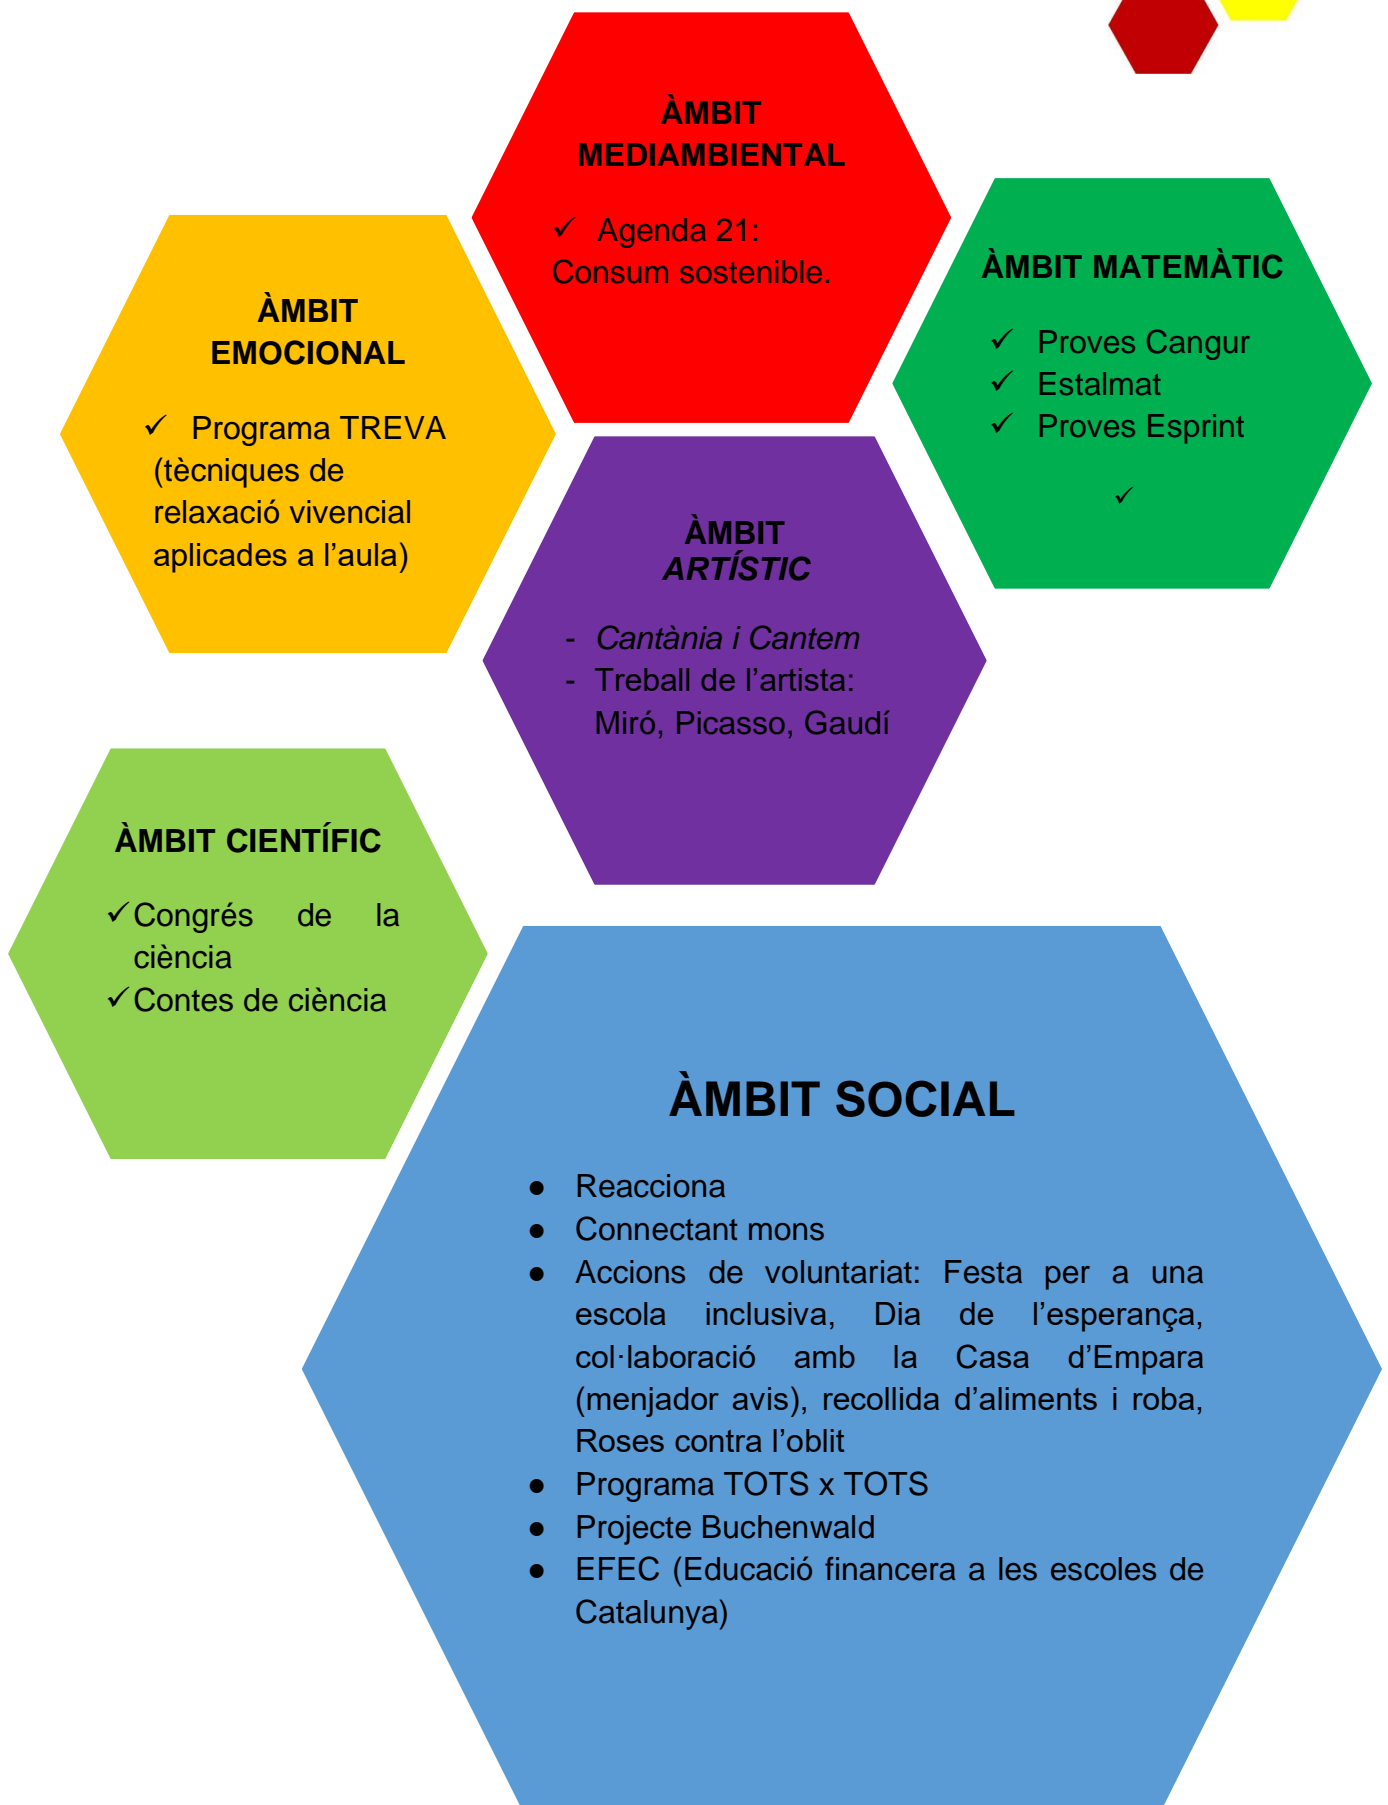 ÀMBIT
MEDIAMBIENTAL
✓ Agenda 21:
Consum sostenible.
ÀMBIT MATEMÀTIC
✓ Proves Cangur
✓ Estalmat
✓ Proves Esprint
✓
ÀMBIT
EMOCIONAL
✓ Programa TREVA
(tècniques de
relaxació vivencial
aplicades a l’aula)
ÀMBIT
ARTÍSTIC
- Cantània i Cantem
- Treball de l’artista:
Miró, Picasso, Gaudí
ÀMBIT CIENTÍFIC
✓ Congrés de la
ciència
✓ Contes de ciència
ÀMBIT SOCIAL
● Reacciona
● Connectant mons
● Accions de voluntariat: Festa per a una
escola inclusiva, Dia de l’esperança,
col·laboració amb la Casa d’Empara
(menjador avis), recollida d’aliments i roba,
Roses contra l’oblit
● Programa TOTS x TOTS
● Projecte Buchenwald
● EFEC (Educació financera a les escoles de
Catalunya)